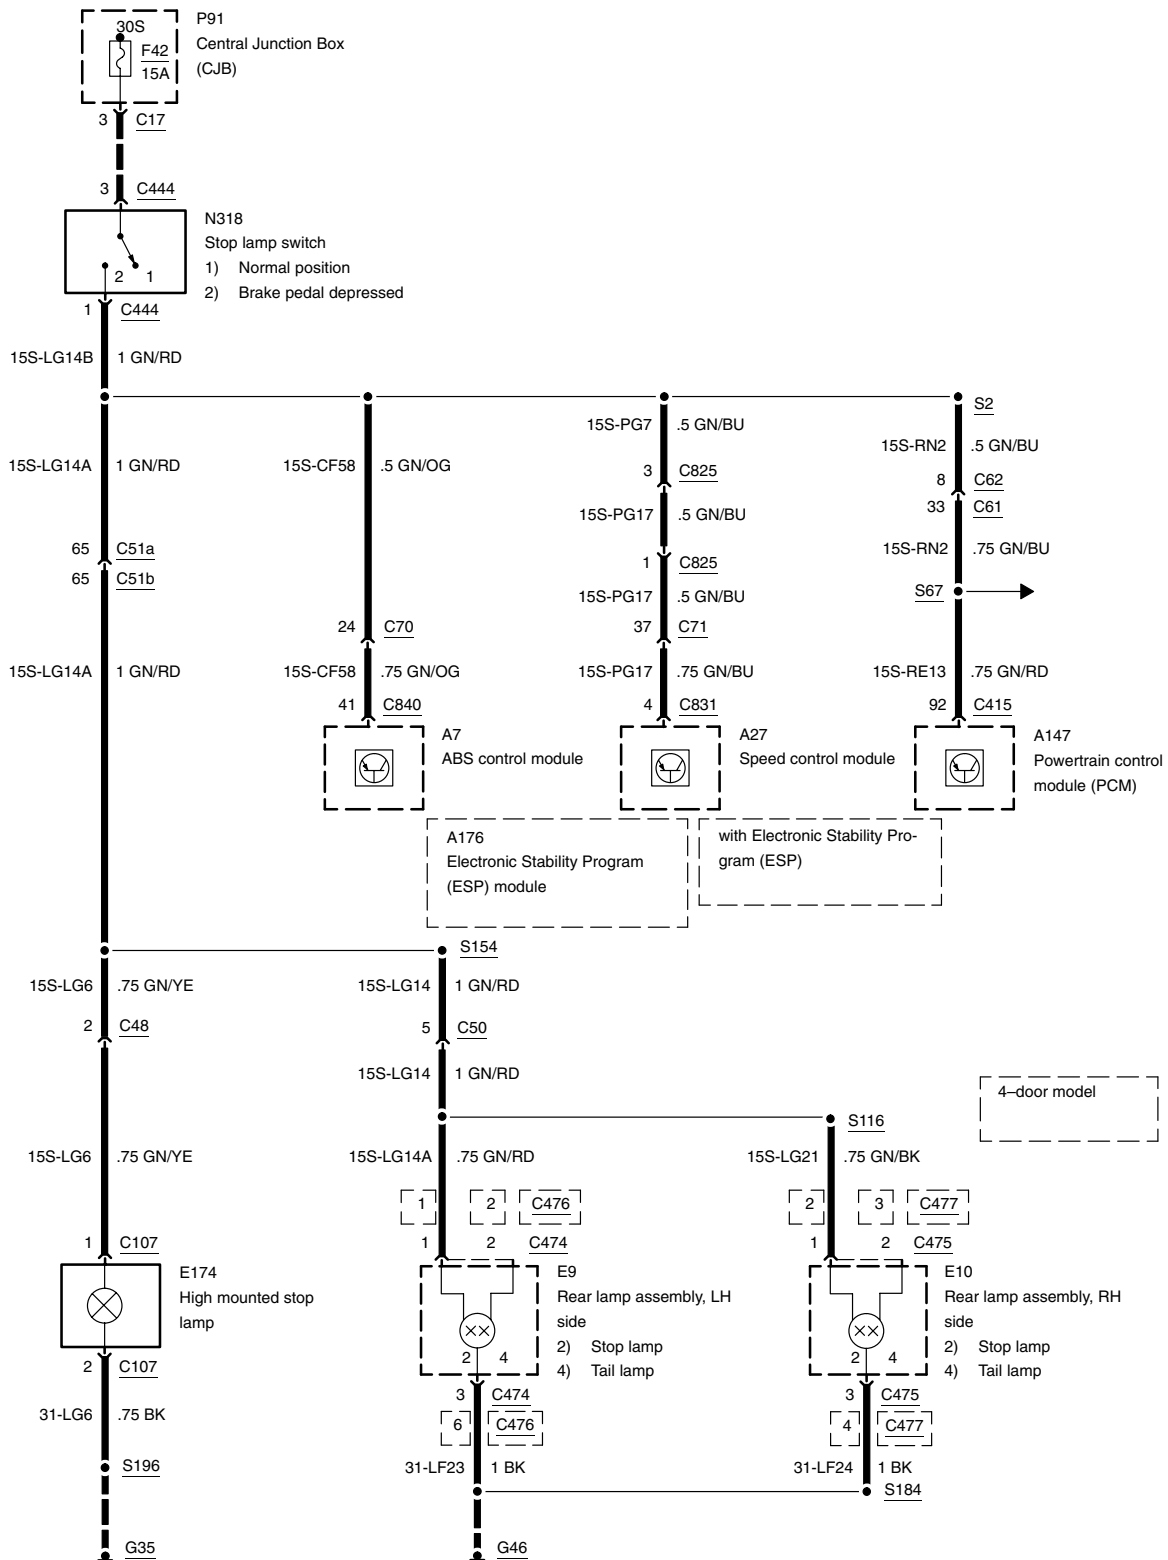 30S
F42
15A
P91
Central Junction Box
(CJB)
3 C17
3 C444
N318
Stop lamp switch
1) Normal position
2) Brake pedal depressed
2 1
1 C444
15S-LG14B 1 GN/RD
S2
15S-PG7 .5 GN/BU
15S-RN2 .5 GN/BU
15S-LG14A 1 GN/RD
15S-CF58 .5 GN/OG
3 C825
8 C62
33 C61
15S-PG17 .5 GN/BU
65 C51a
15S-RN2 .75 GN/BU
1 C825
65 C51b
S67
15S-PG17 .5 GN/BU
24 C70
37 C71
15S-LG14A 1 GN/RD
15S-CF58 .75 GN/OG
15S-PG17 .75 GN/BU
15S-RE13 .75 GN/RD
41 C840
4 C831
92 C415
A7
ABS control module
A27
Speed control module
A147
Powertrain control
module (PCM)
A176
Electronic Stability Program
(ESP) module
with Electronic Stability Pro-
gram (ESP)
S154
15S-LG6 .75 GN/YE
15S-LG14 1 GN/RD
2 C48
5 C50
15S-LG14 1 GN/RD
4–door model
S116
15S-LG6 .75 GN/YE
15S-LG14A .75 GN/RD
15S-LG21 .75 GN/BK
1 2 C476
2 3 C477
1 C107
1 2 C474
1 2 C475
E174
High mounted stop
lamp
E9
Rear lamp assembly, LH
side
2) Stop lamp
4) Tail lamp
2 4
E10
Rear lamp assembly, RH
side
2) Stop lamp
4) Tail lamp
2 4
2 C107
3 C474
3 C475
31-LG6 .75 BK
6 C476
4 C477
S196
31-LF23 1 BK
31-LF24 1 BK
S184
G35
G46